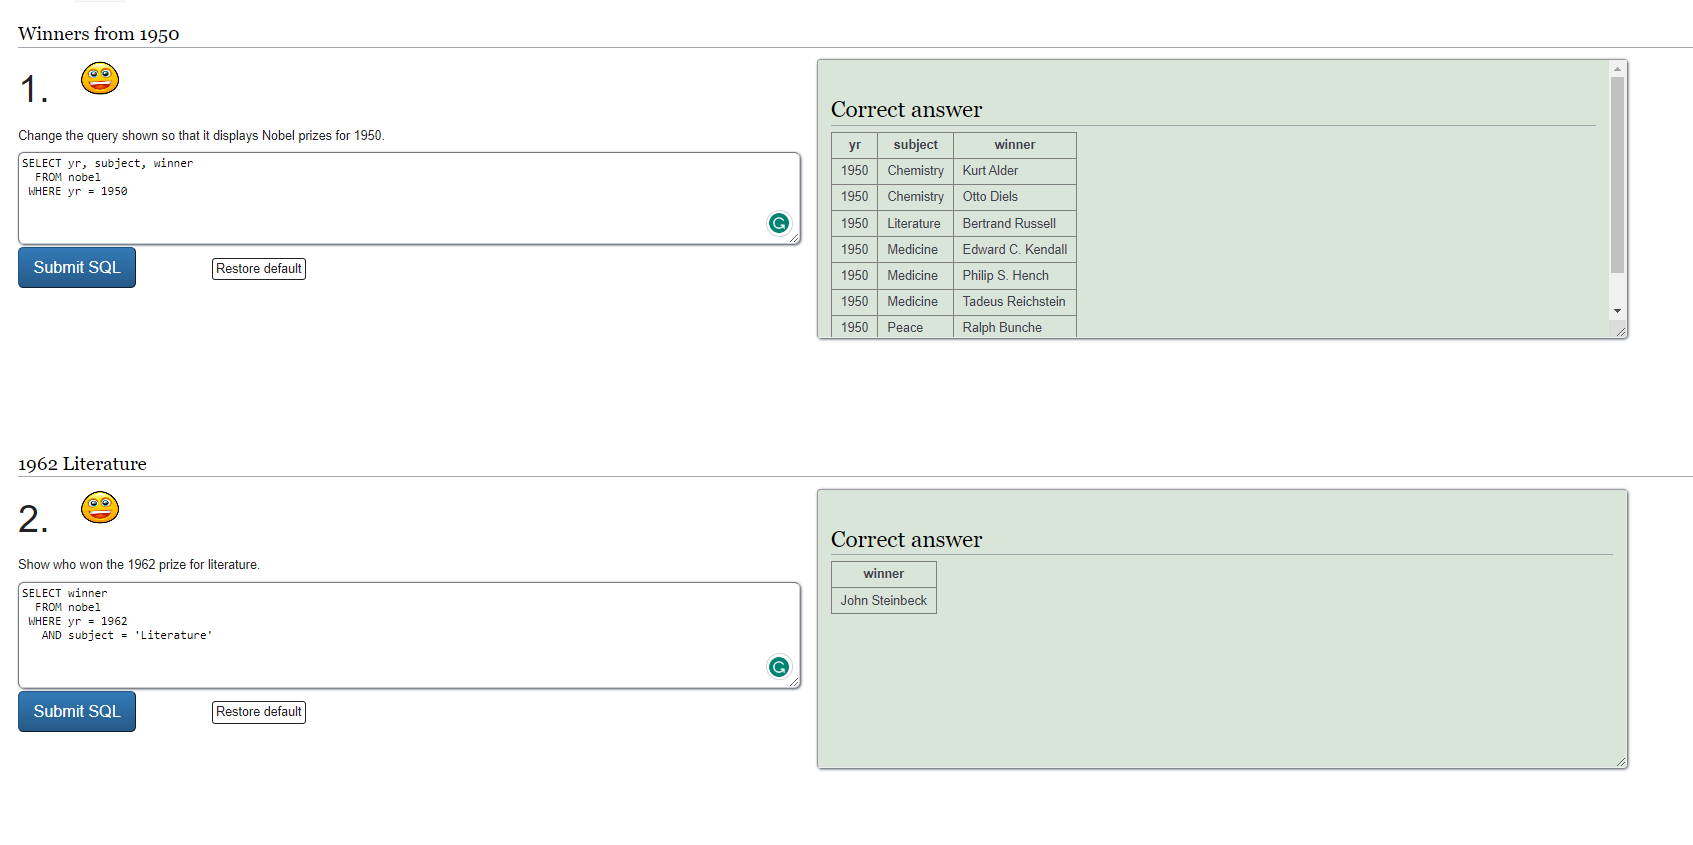 Winners from 1950
1.
Change the query shown so that it displays Nobel prizes for 1950.
SELECT yr, subject, winner
FROM nobel
WHERE yr = 1950
Submit SQL
Restore default
Correct answer
yr subject winner
1950 Chemistry Kurt Alder
1950 Chemistry Otto Diels
1950 Literature Bertrand Russell
1950 Medicine Edward C. Kendall
1950 Medicine Philip S. Hench
1950 Medicine Tadeus Reichstein
1950 Peace Ralph Bunche
1962 Literature
2.
Show who won the 1962 prize for literature.
SELECT winner
FROM nobel
WHERE yr = 1962
AND subject = 'Literature'
Submit SQL
Restore default
Correct answer
winner
John Steinbeck